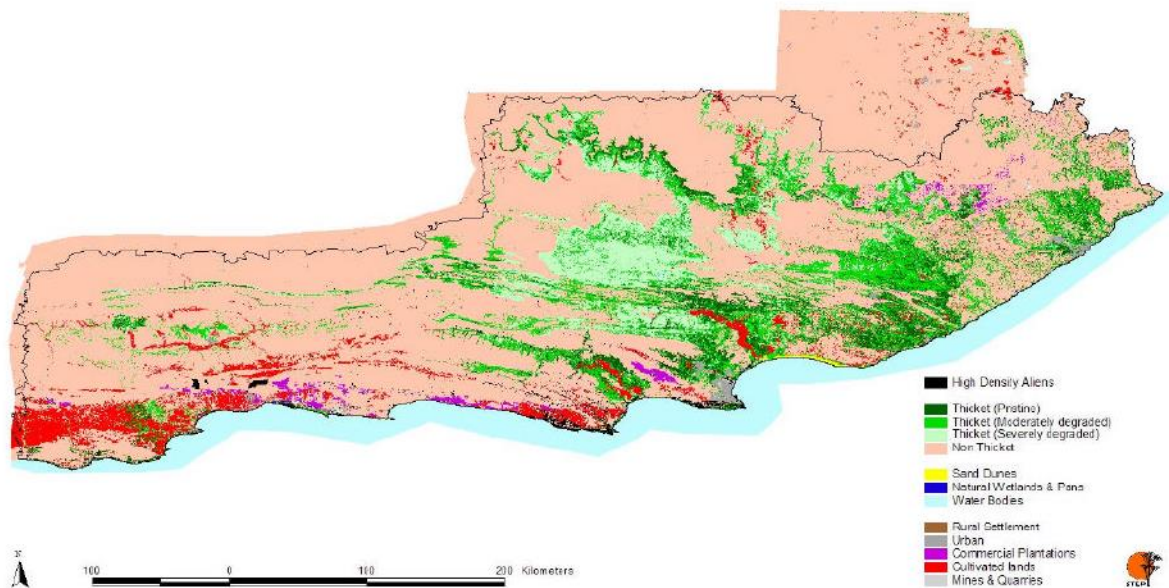 High Density Aliens
Thicket (Pristine)
Thicket (Moderately degraded)
Thicket (Severely degraded)
Non Thicket
Sand Dunes
Natural Wetlands & Pans
Water Bodies
Rural Settlement
Urban
Commercial Plantations
Cultivated lands
Mines & Quarries
N
100 0 100 200 Kilometers
STEP